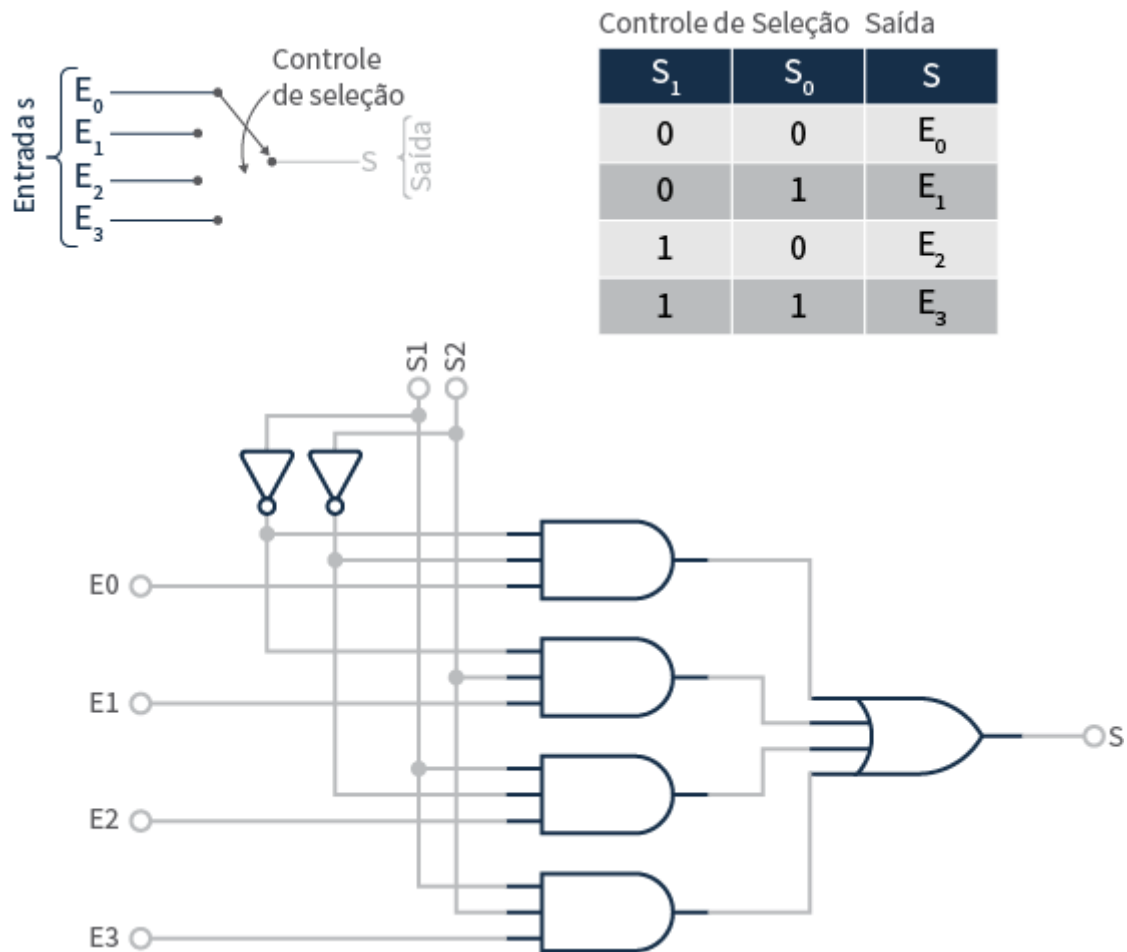 Controle de Seleção Saída
Controle
de seleção
Entradas
E0
E1
E2
E3
S
Saída
S1 S0 S
0 0 E0
0 1 E1
1 0 E2
1 1 E3
S1 S2
E0
E1
E2
E3
S